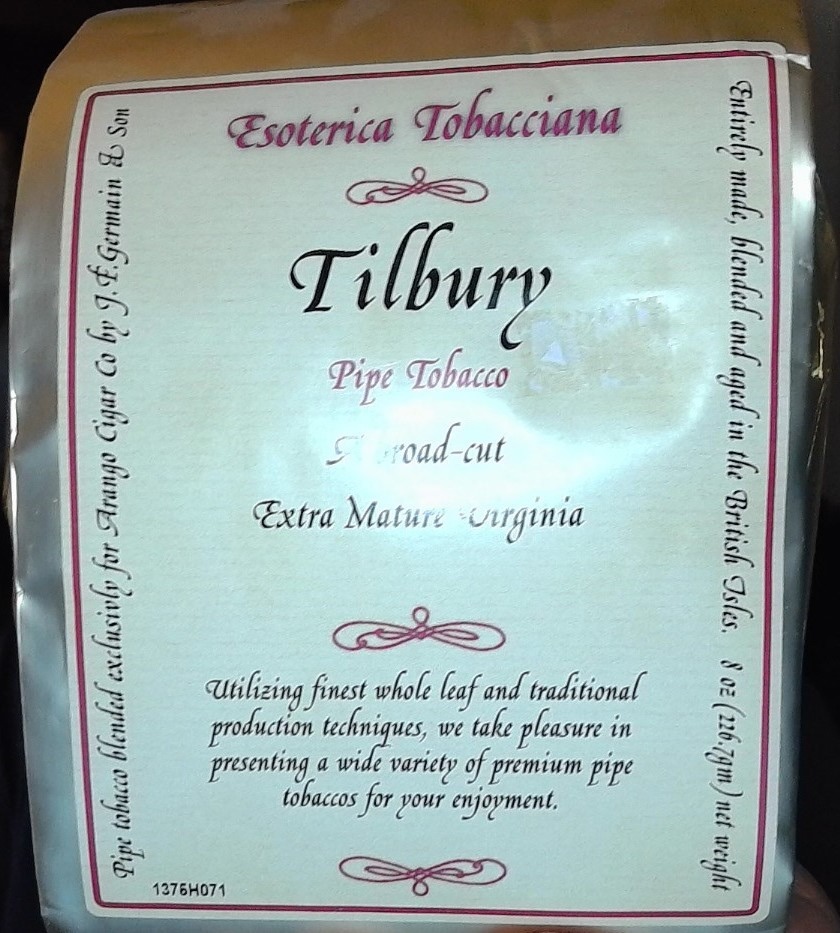 Esoterica Tobacciana
Tilbury
Pipe Tobacco
road-cut
Extra Mature Virginia
Utilizing finest whole leaf and traditional
production techniques, we take pleasure in
presenting a wide variety of premium pipe
tobaccos for your enjoyment.
1376H071
Pipe tobacco blended exclusivly for Arango Cigar Co by J.F.Germain & Son
Entirely made, blended and aged in the British Isles. 8 oz (226.7gm) net weight